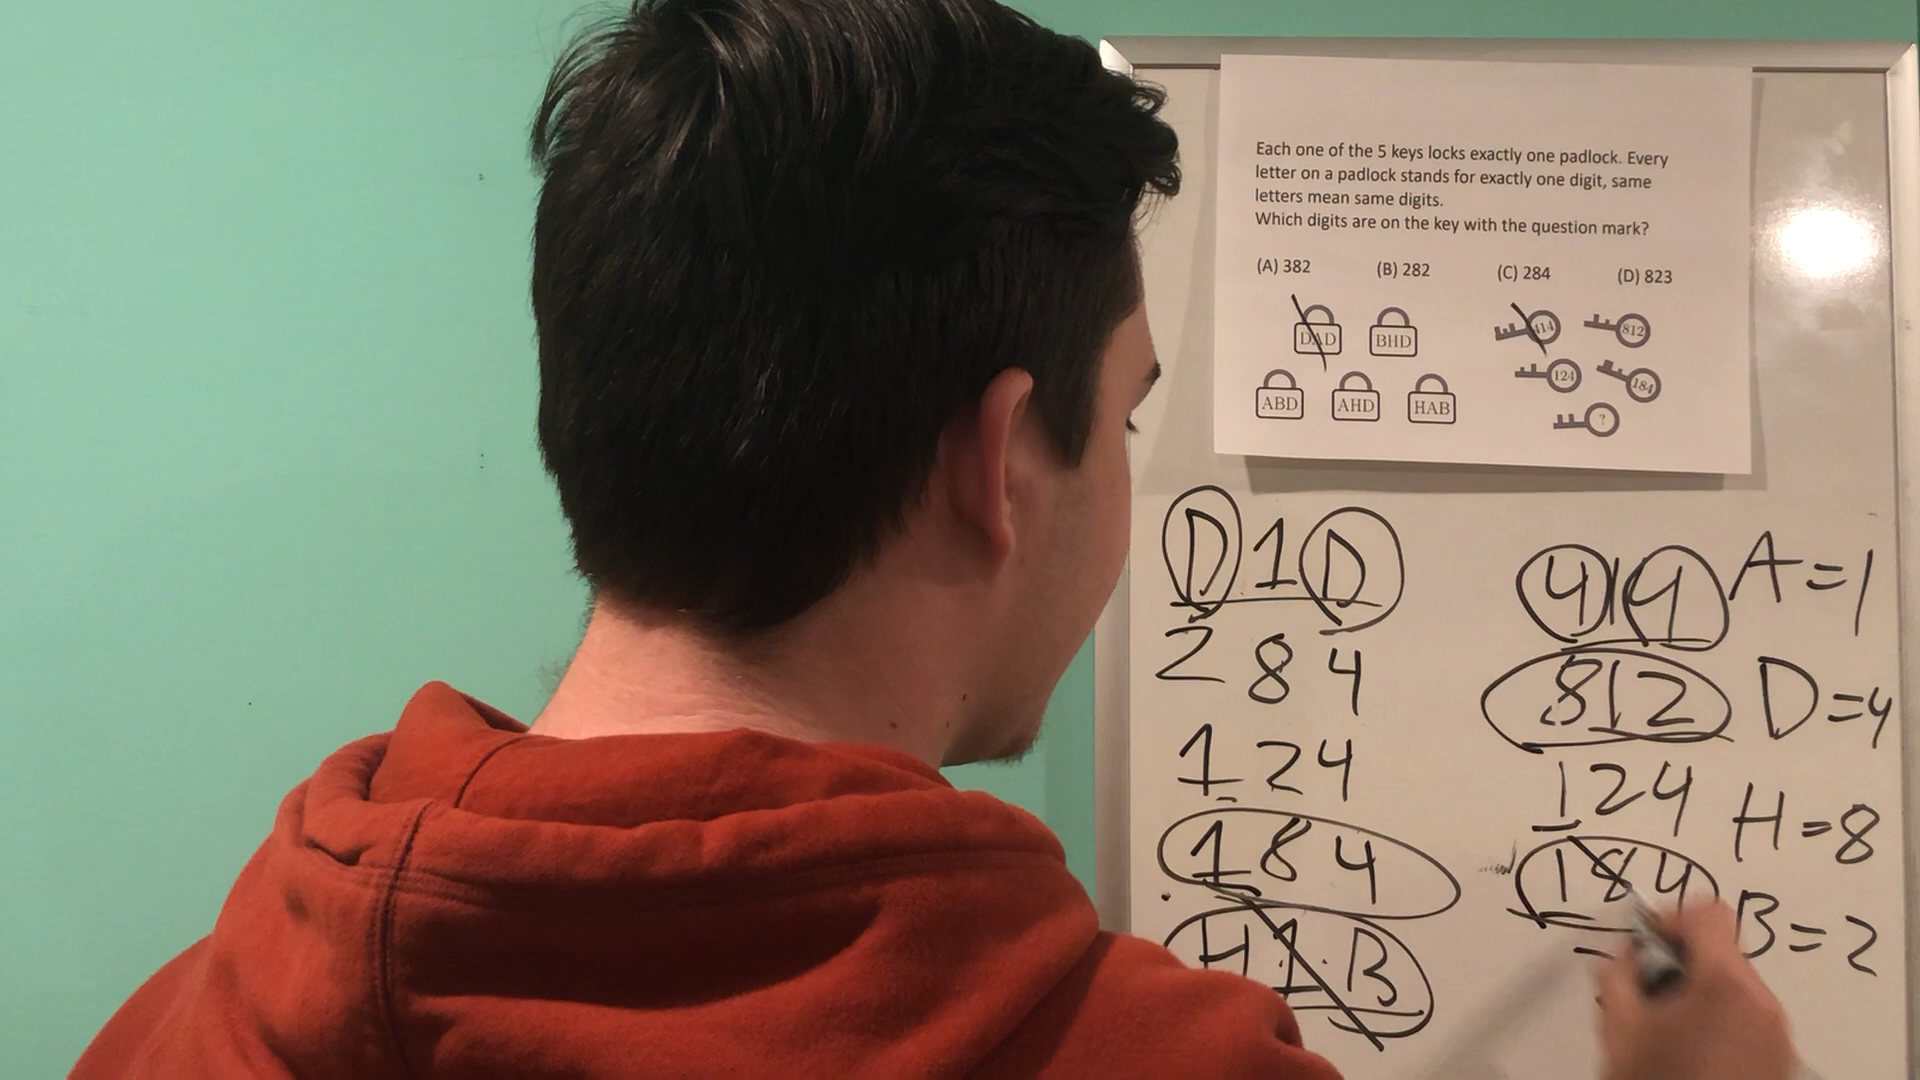 Each one of the 5 keys locks exactly one padlock. Every
letter on a padlock stands for exactly one digit, same
letters mean same digits.
Which digits are on the key with the question mark?
(A) 382 (B) 282 (C) 284 (D) 823
DAD BHD
ABD AHD HAB
414 812
124 184
?
D1D
284
124
184
H1B
414
812
124
184
A=1
D=4
H=8
B=2